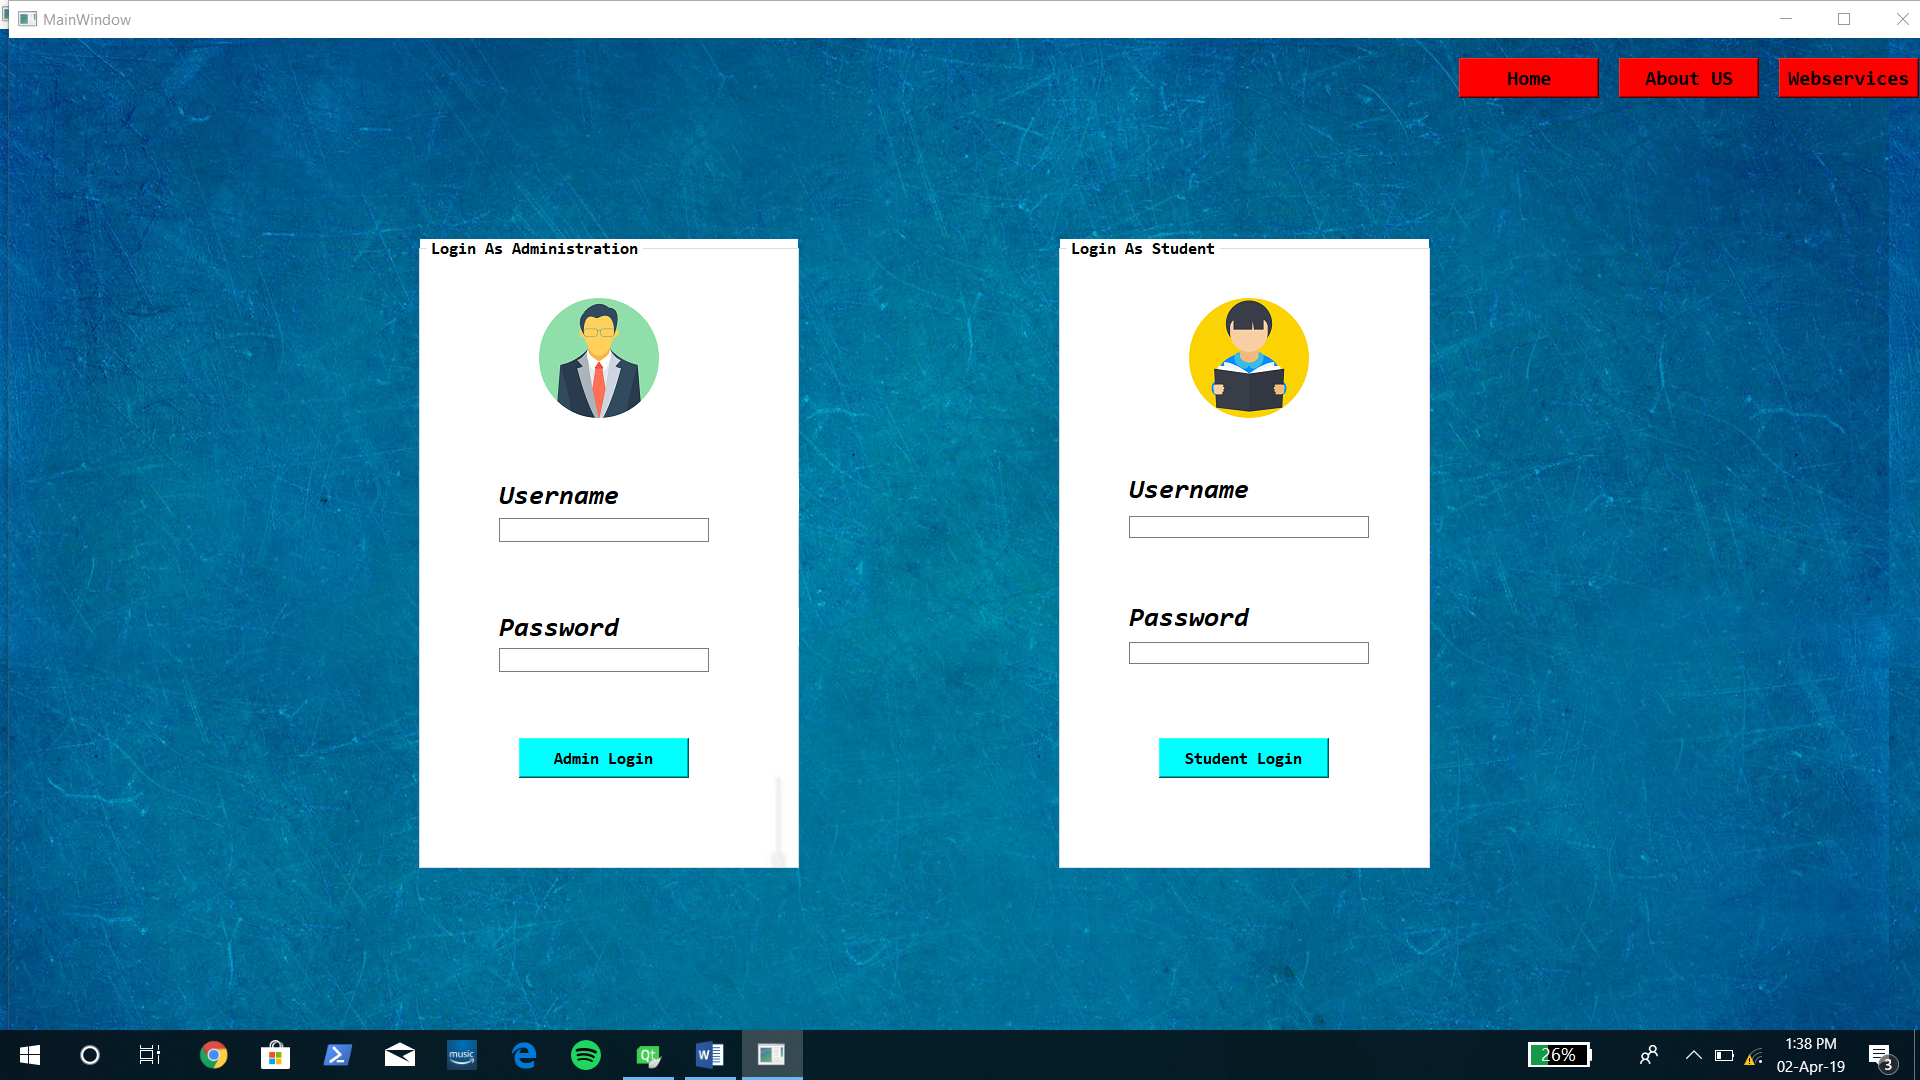 MainWindow
Home
About US
Webservices
Login As Administration
Username
Password
Admin Login
Login As Student
Username
Password
Student Login
music
Qt
W
26%
1:38 PM
02-Apr-19
3